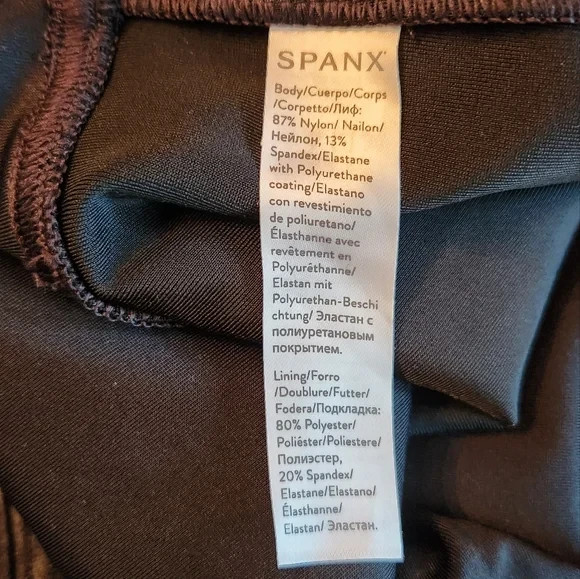 SPANX
Body/Cuerpo/Corps
/Corpetto/Лиф:
87% Nylon/ Nailon/
Нейлон, 13%
Spandex/Elastane
with Polyurethane
coating/Elastano
con revestimiento
de poliuretano/
Élasthanne avec
revêtement en
Polyuréthanne/
Elastan mit
Polyurethan-Beschi
chtung/ Эластан с
полиуретановым
покрытием.
Lining/Forro
/Doublure/Futter/
Fodera/Подкладка:
80% Polyester/
Poliéster/Poliestere/
Полиэстер,
20% Spandex/
Elastane/Elastano/
Élasthanne/
Elastan/ Эластан.